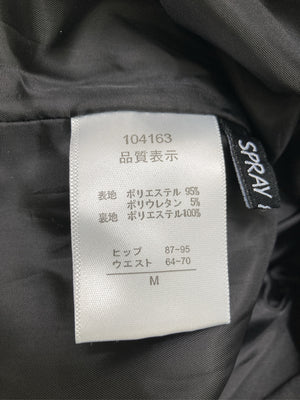 104163
品質表示
表地 ポリエステル 95%
ポリウレタン 5%
裏地 ポリエステル100%
ヒップ 87-95
ウエスト 64-70
M
SPRAY